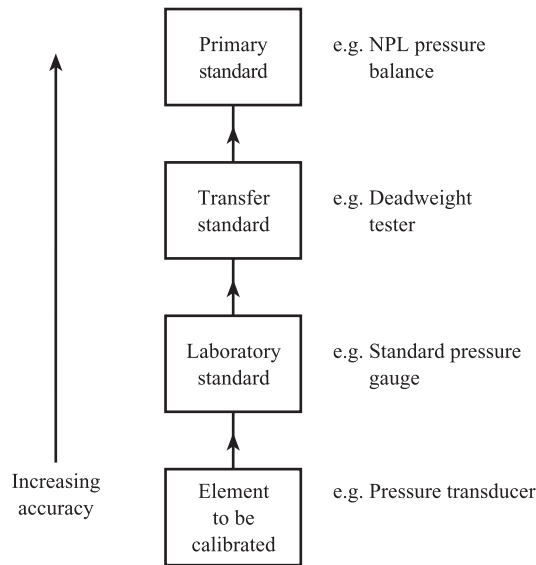 Primary
standard
e.g. NPL pressure
balance
Transfer
standard
e.g. Deadweight
tester
Laboratory
standard
e.g. Standard pressure
gauge
Increasing
accuracy
Element
to be
calibrated
e.g. Pressure transducer